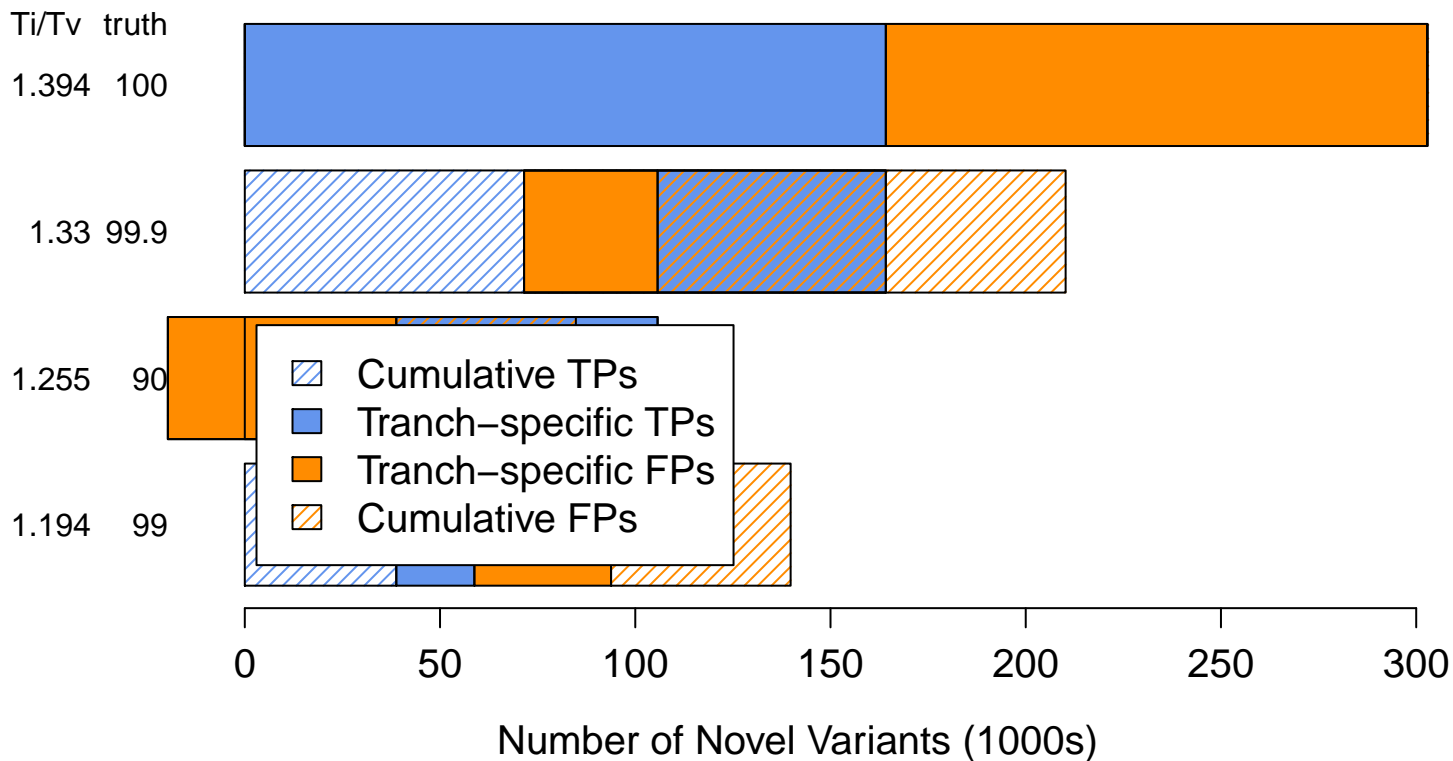 Ti/Tv truth
1.394 100
1.33 99.9
1.255 90
1.194 99
Cumulative TPs
Tranch−specific TPs
Tranch−specific FPs
Cumulative FPs
0 50 100 150 200 250 300
Number of Novel Variants (1000s)